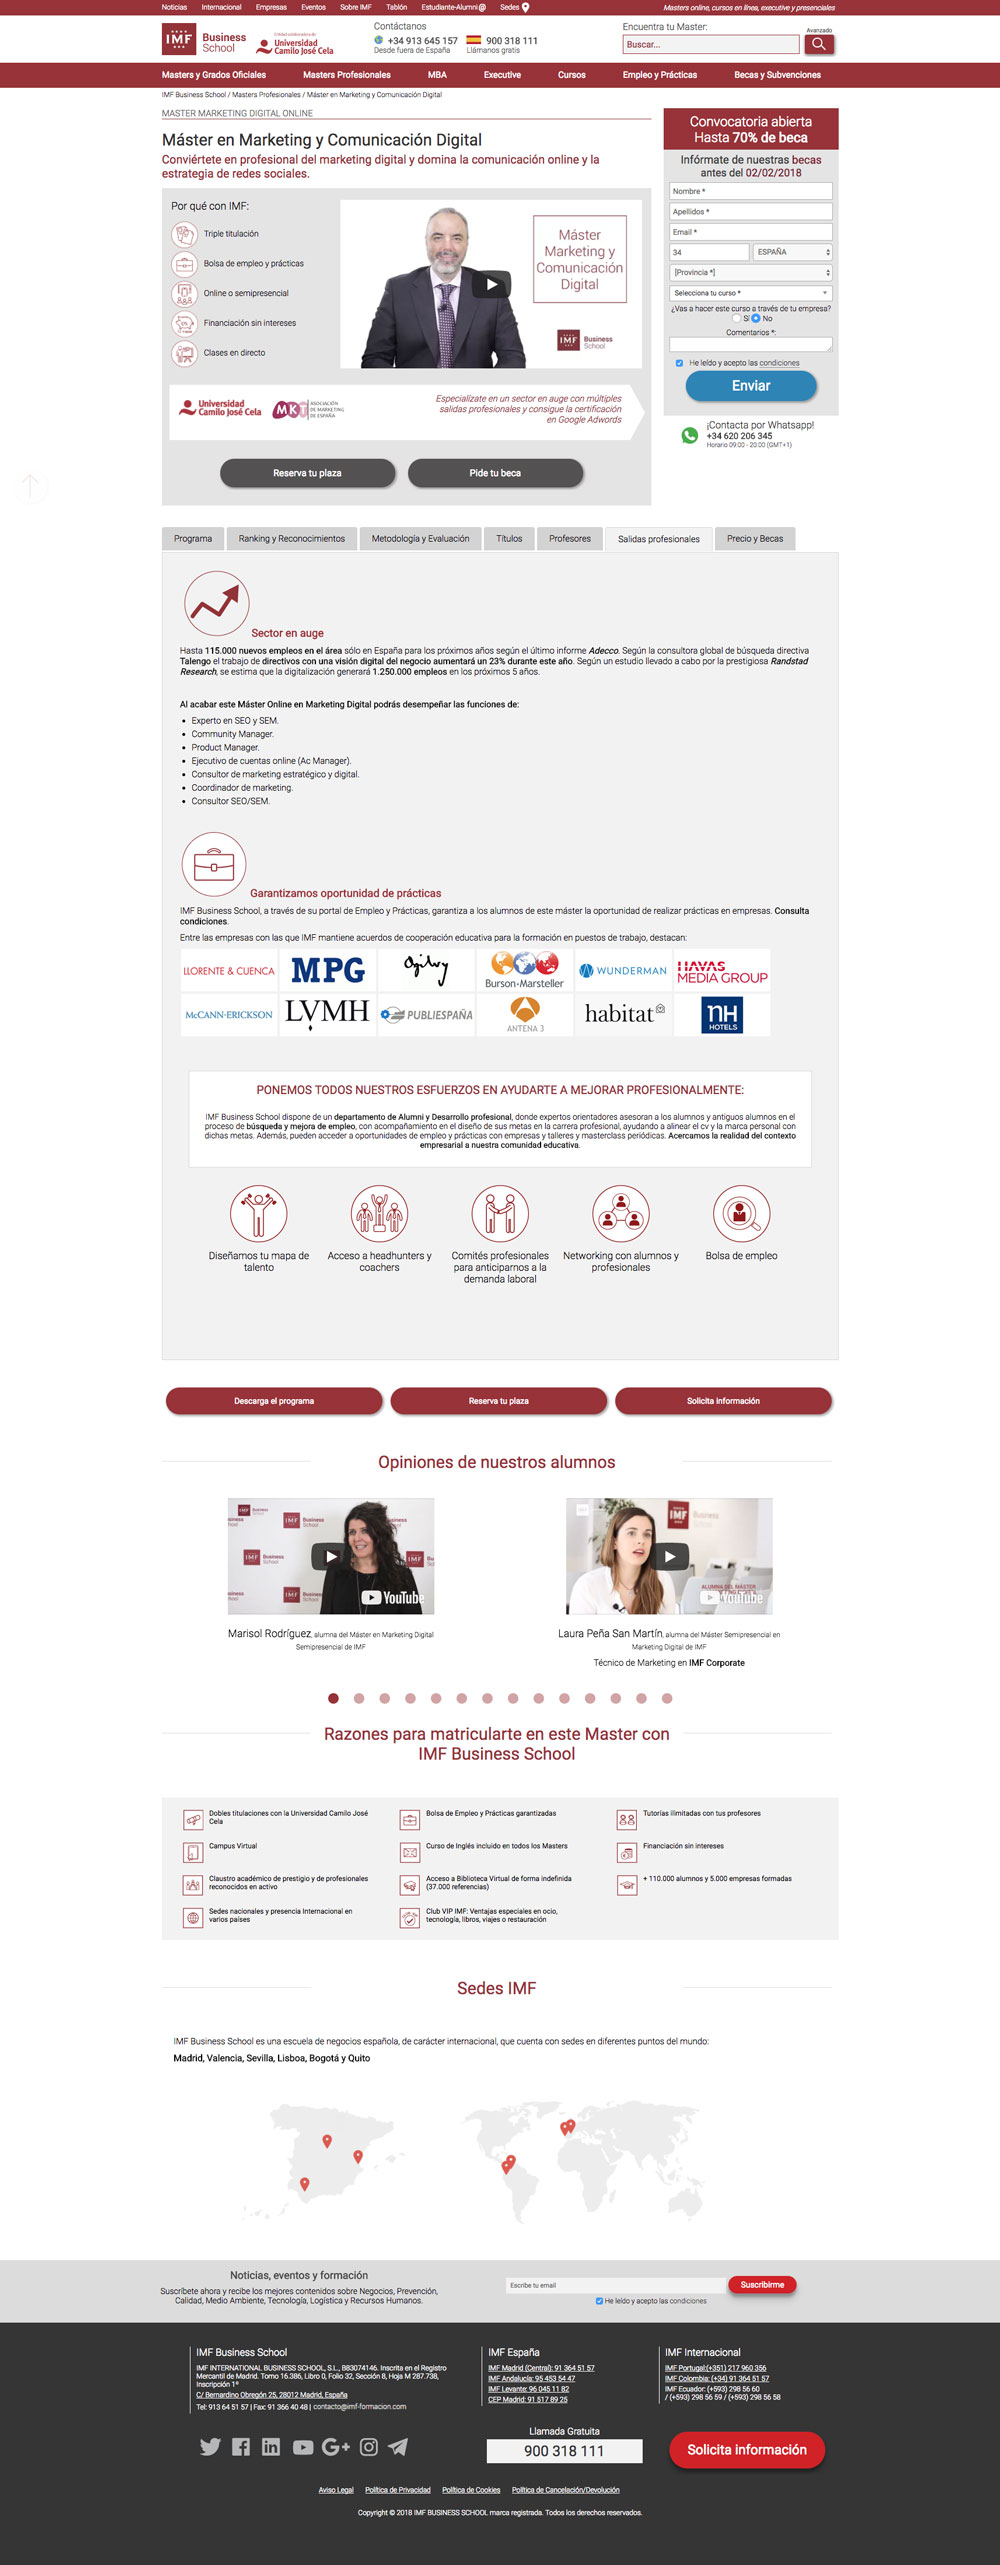 Noticias Internacional Empresas Eventos Sobre IMF Tablón Estudiante-Alumni@ Sedes
Masters online, cursos en línea, executive y presenciales
IMF Business School
Entidad colaboradora de:
Universidad Camilo José Cela
Contáctanos
+34 913 645 157
Desde fuera de España
900 318 111
Llámanos gratis
Encuentra tu Master:
Avanzado
Buscar...
Masters y Grados Oficiales Masters Profesionales MBA Executive Cursos Empleo y Prácticas Becas y Subvenciones
IMF Business School / Masters Profesionales / Máster en Marketing y Comunicación Digital
MASTER MARKETING DIGITAL ONLINE
Máster en Marketing y Comunicación Digital
Conviértete en profesional del marketing digital y domina la comunicación online y la
estrategia de redes sociales.
Por qué con IMF:
Triple titulación
Bolsa de empleo y prácticas
Online o semipresencial
Financiación sin intereses
Clases en directo
Máster
Marketing y
Comunicación
Digital
IMF Business School
Universidad
Camilo José Cela
MKT ASOCIACIÓN
DE MARKETING
DE ESPAÑA
Especialízate en un sector en auge con múltiples
salidas profesionales y consigue la certificación
en Google Adwords
Reserva tu plaza
Pide tu beca
Convocatoria abierta
Hasta 70% de beca
Infórmate de nuestras becas
antes del 02/02/2018
Nombre *
Apellidos *
Email *
34
ESPAÑA
[Provincia *]
Selecciona tu curso *
¿Vas a hacer este curso a través de tu empresa?
Sí No
Comentarios *:
He leído y acepto las condiciones
Enviar
¡Contacta por Whatsapp!
+34 620 206 345
Horario 09:00 - 20:00 (GMT+1)
Programa Ranking y Reconocimientos Metodología y Evaluación Títulos Profesores Salidas profesionales Precio y Becas
Sector en auge
Hasta 115.000 nuevos empleos en el área sólo en España para los próximos años según el último informe Adecco. Según la consultora global de búsqueda directiva
Talengo el trabajo de directivos con una visión digital del negocio aumentará un 23% durante este año. Según un estudio llevado a cabo por la prestigiosa Randstad
Research, se estima que la digitalización generará 1.250.000 empleos en los próximos 5 años.
Al acabar este Máster Online en Marketing Digital podrás desempeñar las funciones de:
• Experto en SEO y SEM.
• Community Manager.
• Product Manager.
• Ejecutivo de cuentas online (Ac Manager).
• Consultor de marketing estratégico y digital.
• Coordinador de marketing.
• Consultor SEO/SEM.
Garantizamos oportunidad de prácticas
IMF Business School, a través de su portal de Empleo y Prácticas, garantiza a los alumnos de este máster la oportunidad de realizar prácticas en empresas. Consulta
condiciones.
Entre las empresas con las que IMF mantiene acuerdos de cooperación educativa para la formación en puestos de trabajo, destacan:
LLORENTE & CUENCA MPG Ogilvy Burson-Marsteller WUNDERMAN HAVAS MEDIA GROUP
McCANN-ERICKSON LVMH PUBLIESPAÑA ANTENA 3 habitat nH HOTELS
PONEMOS TODOS NUESTROS ESFUERZOS EN AYUDARTE A MEJORAR PROFESIONALMENTE:
IMF Business School dispone de un departamento de Alumni y Desarrollo profesional, donde expertos orientadores asesoran a los alumnos y antiguos alumnos en el
proceso de búsqueda y mejora de empleo, con acompañamiento en el diseño de sus metas en la carrera profesional, ayudando a alinear el cv y la marca personal con
dichas metas. Además, pueden acceder a oportunidades de empleo y prácticas con empresas y talleres y masterclass periódicas. Acercamos la realidad del contexto
empresarial a nuestra comunidad educativa.
Diseñamos tu mapa de
talento
Acceso a headhunters y
coachers
Comités profesionales
para anticiparnos a la
demanda laboral
Networking con alumnos y
profesionales
Bolsa de empleo
Descarga el programa
Reserva tu plaza
Solicita información
Opiniones de nuestros alumnos
YouTube
YouTube
Marisol Rodríguez, alumna del Máster en Marketing Digital
Semipresencial de IMF
Laura Peña San Martín, alumna del Máster Semipresencial en
Marketing Digital de IMF
Técnico de Marketing en IMF Corporate
Razones para matricularte en este Master con
IMF Business School
Dobles titulaciones con la Universidad Camilo José
Cela
Bolsa de Empleo y Prácticas garantizadas
Tutorías ilimitadas con tus profesores
Campus Virtual
Curso de Inglés incluido en todos los Masters
Financiación sin intereses
Claustro académico de prestigio y de profesionales
reconocidos en activo
Acceso a Biblioteca Virtual de forma indefinida
(37.000 referencias)
+ 110.000 alumnos y 5.000 empresas formadas
Sedes nacionales y presencia Internacional en
varios países
Club VIP IMF: Ventajas especiales en ocio,
tecnología, libros, viajes o restauración
Sedes IMF
IMF Business School es una escuela de negocios española, de carácter internacional, que cuenta con sedes en diferentes puntos del mundo:
Madrid, Valencia, Sevilla, Lisboa, Bogotá y Quito
Noticias, eventos y formación
Suscríbete ahora y recibe los mejores contenidos sobre Negocios, Prevención,
Calidad, Medio Ambiente, Tecnología, Logística y Recursos Humanos.
Escribe tu email
Suscribirme
He leído y acepto las condiciones
IMF Business School
IMF INTERNATIONAL BUSINESS SCHOOL, S.L., B83074146. Inscrita en el Registro
Mercantil de Madrid. Tomo 16.386, Libro 0, Folio 32, Sección 8, Hoja M 287.738,
Inscripción 1ª
C/ Bernardino Obregón 25, 28012 Madrid, España
Tel: 913 64 51 57 | Fax: 91 366 40 48 | contacto@imf-formacion.com
IMF España
IMF Madrid (Central): 91 364 51 57
IMF Andalucía: 95 453 54 47
IMF Levante: 96 045 11 82
CEP Madrid: 91 517 89 25
IMF Internacional
IMF Portugal:(+351) 217 960 356
IMF Colombia: (+34) 91 364 51 57
IMF Ecuador: (+593) 298 56 60
/ (+593) 298 56 59 / (+593) 298 56 58
Llamada Gratuita
900 318 111
Solicita información
Aviso Legal Política de Privacidad Política de Cookies Política de Cancelación/Devolución
Copyright © 2018 IMF BUSINESS SCHOOL marca registrada. Todos los derechos reservados.